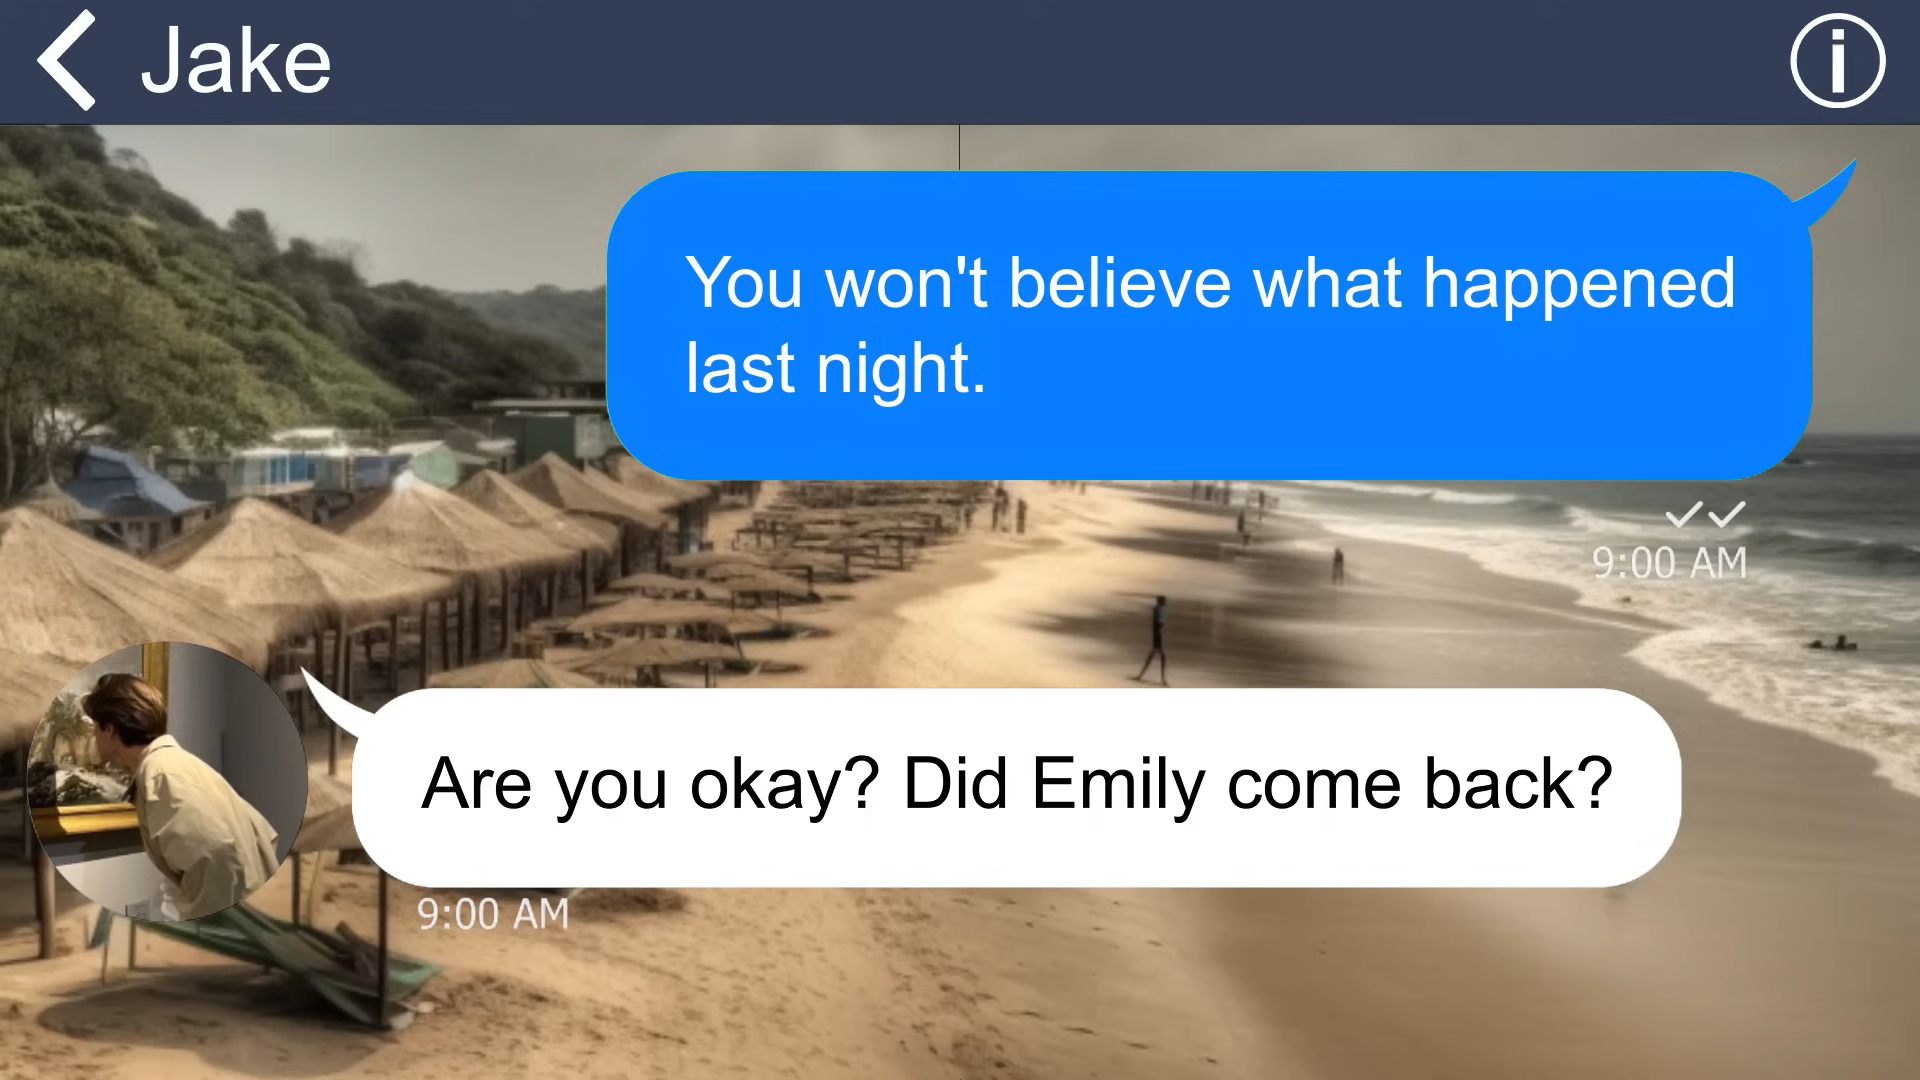 Jake
You won't believe what happened
last night.
9:00 AM
Are you okay? Did Emily come back?
9:00 AM